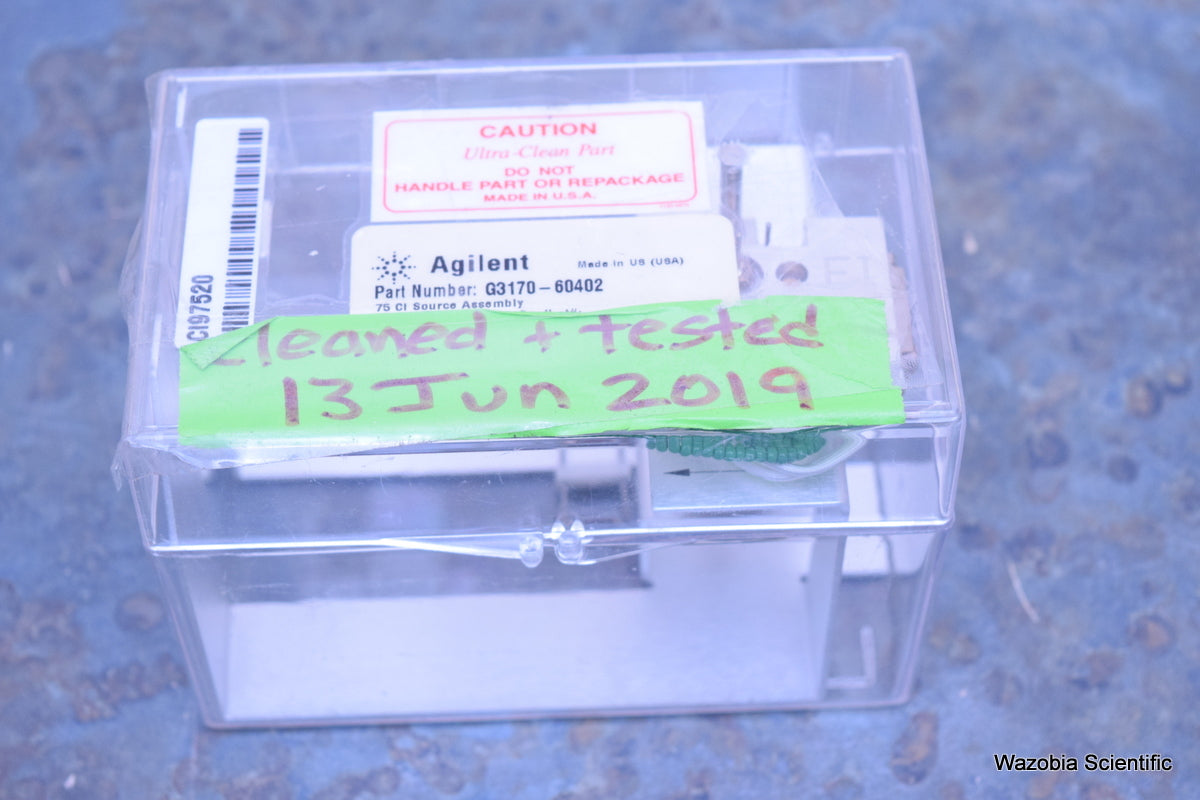 CAUTION
Ultra-Clean Part
DO NOT
HANDLE PART OR REPACKAGE
MADE IN U.S.A.
CI97520
Agilent
Made in US (USA)
Part Number: G3170-60402
75 CI Source Assembly
EI
cleaned + tested
13 Jun 2019
Wazobia Scientific